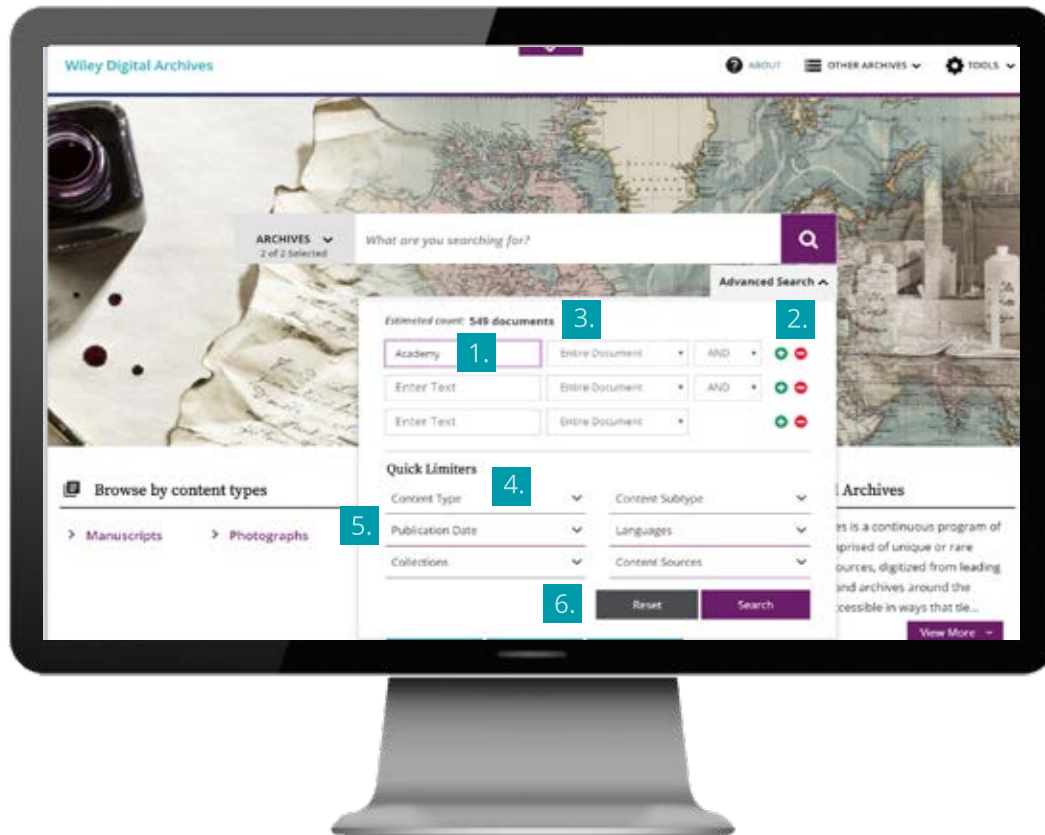 Wiley Digital Archives
ABOUT OTHER ARCHIVES TOOLS
ARCHIVES What are you searching for?
2 of 2 Selected
Advanced Search
Estimated count: 549 documents 3. 2.
Academy 1. Entire Document AND
Enter Text Entire Document AND
Enter Text Entire Document
Quick Limiters
4.
Content Type Content Subtype
5. Publication Date Languages
Collections Content Sources
6. Reset Search
Browse by content types
Manuscripts Photographs
Archives
es is a continuous program of
prised of unique or rare
ources, digitized from leading
and archives around the
cessible in ways that tie...
View More